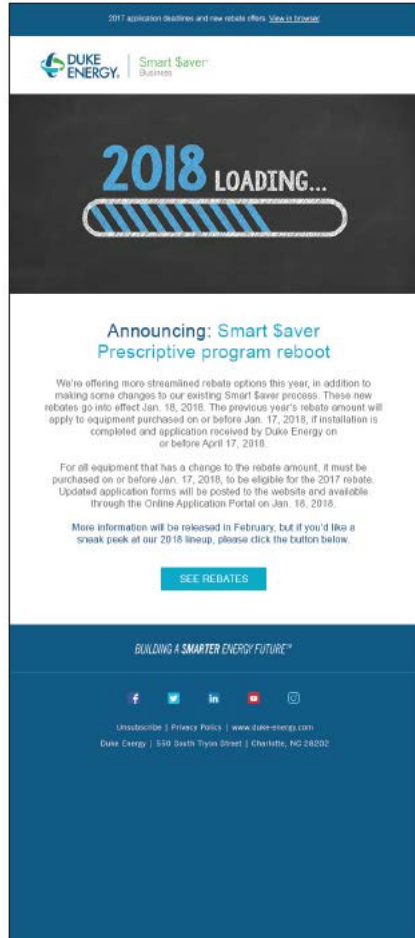 2017 application deadlines and new rebate offers. View in browser
DUKE
ENERGY.
Smart $aver
Business
2018 LOADING...
Announcing: Smart $aver
Prescriptive program reboot
We're offering more streamlined rebate options this year, in addition to
making some changes to our existing Smart $aver process. These new
rebates go into effect Jan. 18, 2018. The previous year's rebate amount will
apply to equipment purchased on or before Jan. 17, 2018, if installation is
completed and application received by Duke Energy on
or before April 17, 2018.
For all equipment that has a change to the rebate amount, it must be
purchased on or before Jan. 17, 2018, to be eligible for the 2017 rebate.
Updated application forms will be posted to the website and available
through the Online Application Portal on Jan. 18, 2018.
More information will be released in February, but if you'd like a
sneak peek at our 2018 lineup, please click the button below.
SEE REBATES
BUILDING A SMARTER ENERGY FUTURE℠
Unsubscribe | Privacy Policy | www.duke-energy.com
Duke Energy | 550 South Tryon Street | Charlotte, NC 28202